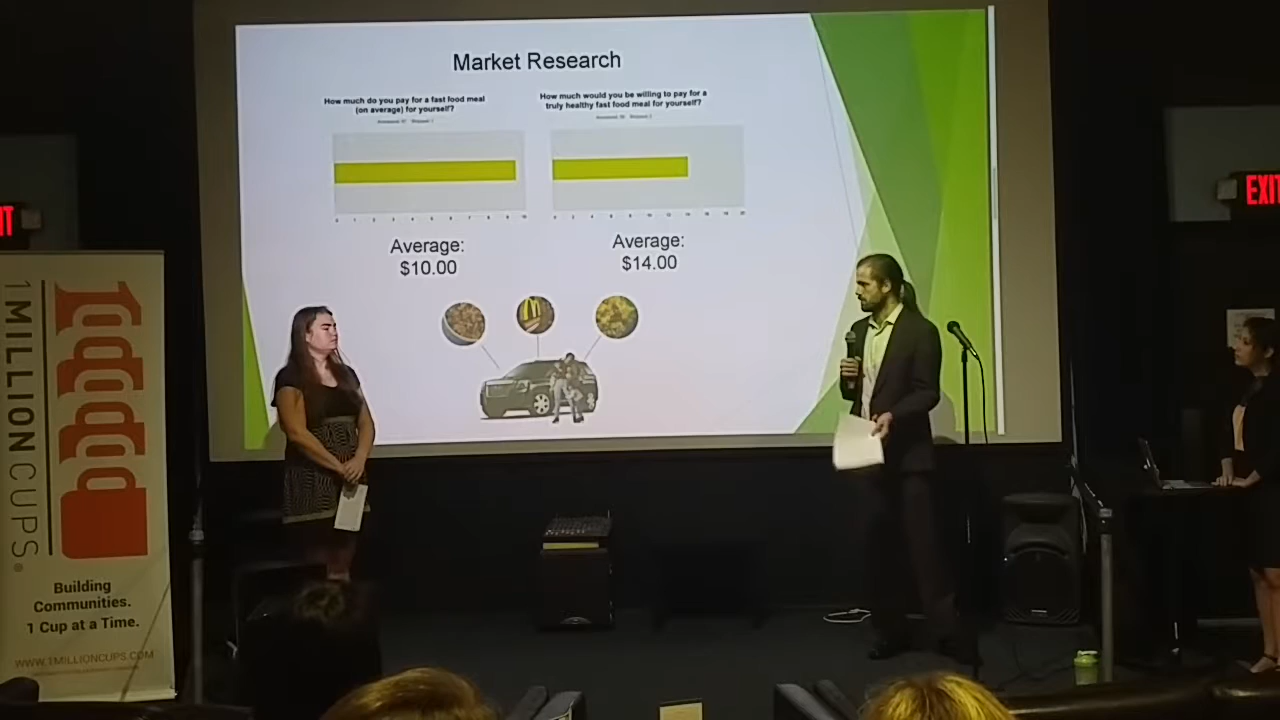 Market Research
How much do you pay for a fast food meal
(on average) for yourself?
How much would you be willing to pay for a
truly healthy fast food meal for yourself?
Average:
$10.00
Average:
$14.00
EXIT
1MILLIONCUPS®
Building
Communities.
1 Cup at a Time.
WWW.1MILLIONCUPS.COM